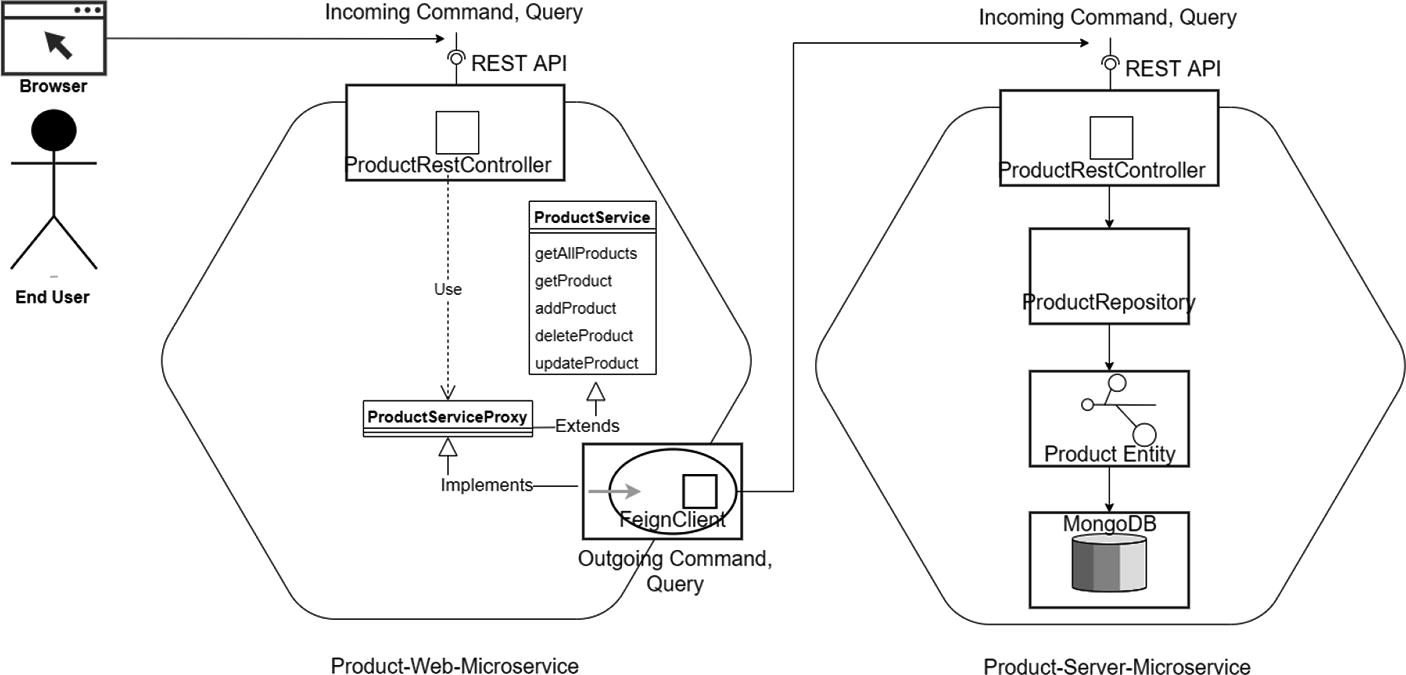 Incoming Command, Query
REST API
Browser
End User
ProductRestController
ProductService
getAllProducts
getProduct
addProduct
deleteProduct
updateProduct
Use
ProductServiceProxy
Extends
Implements
FeignClient
Outgoing Command,
Query
Product-Web-Microservice
Incoming Command, Query
REST API
ProductRestController
ProductRepository
Product Entity
MongoDB
Product-Server-Microservice